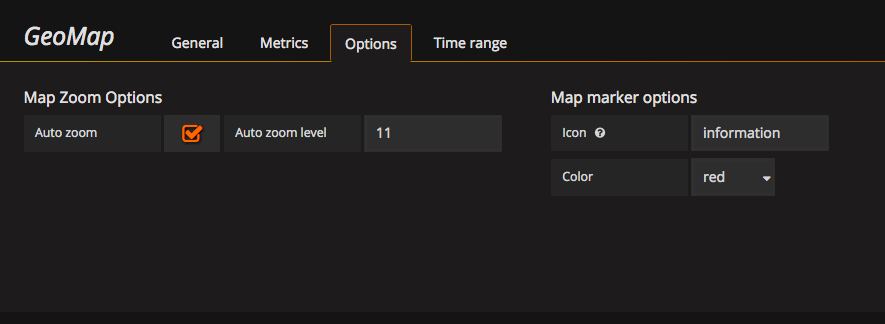 GeoMap General Metrics Options Time range
Map Zoom Options Map marker options
Auto zoom Auto zoom level 11 Icon ? information
Color red